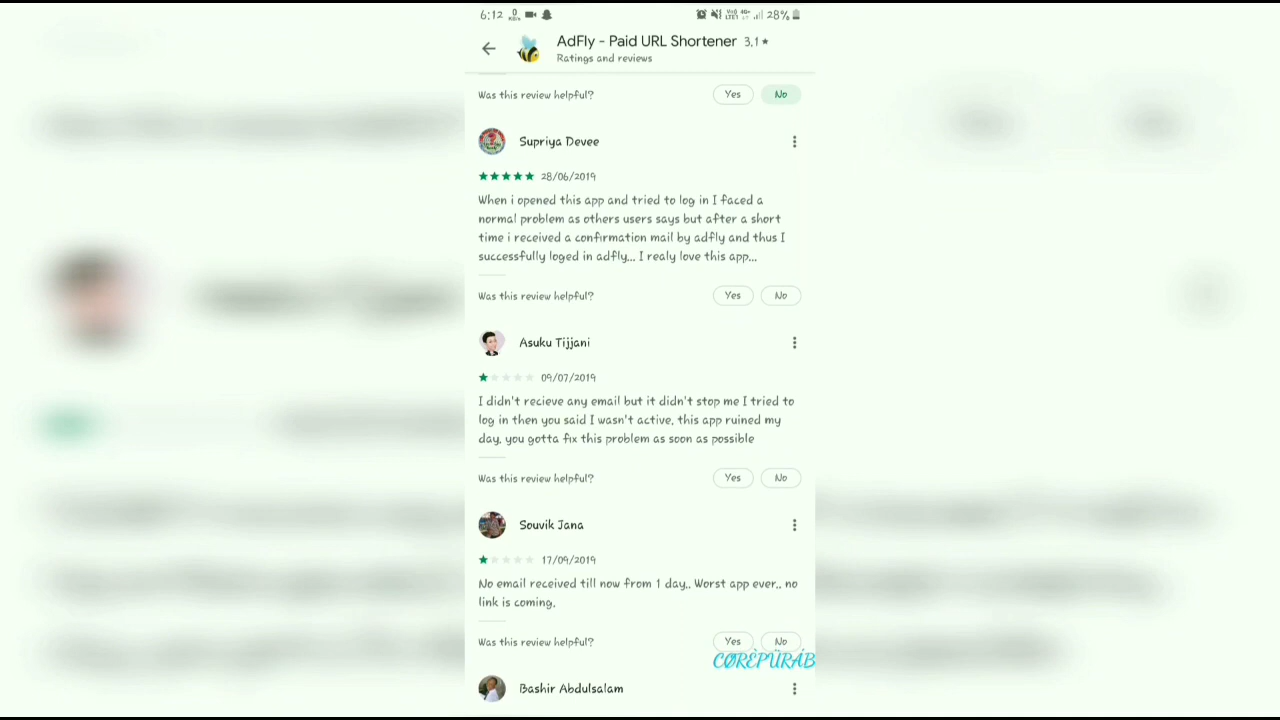 6:12 0 KB/s Vo) 4G+ LTE1 28%
AdFly - Paid URL Shortener 3.1★
Ratings and reviews
Was this review helpful? Yes No
Supriya Devee
★★★★★ 28/06/2019
When i opened this app and tried to log in I faced a
normal problem as others users says but after a short
time i received a confirmation mail by adfly and thus I
successfully loged in adfly... I realy love this app...
Was this review helpful? Yes No
Asuku Tijjani
★★★★★ 09/07/2019
I didn't recieve any email but it didn't stop me I tried to
log in then you said I wasn't active, this app ruined my
day, you gotta fix this problem as soon as possible
Was this review helpful? Yes No
Souvik Jana
★★★★★ 17/09/2019
No email received till now from 1 day.. Worst app ever.. no
link is coming.
Was this review helpful? Yes No
CØRÈPÜRÁB
Bashir Abdulsalam